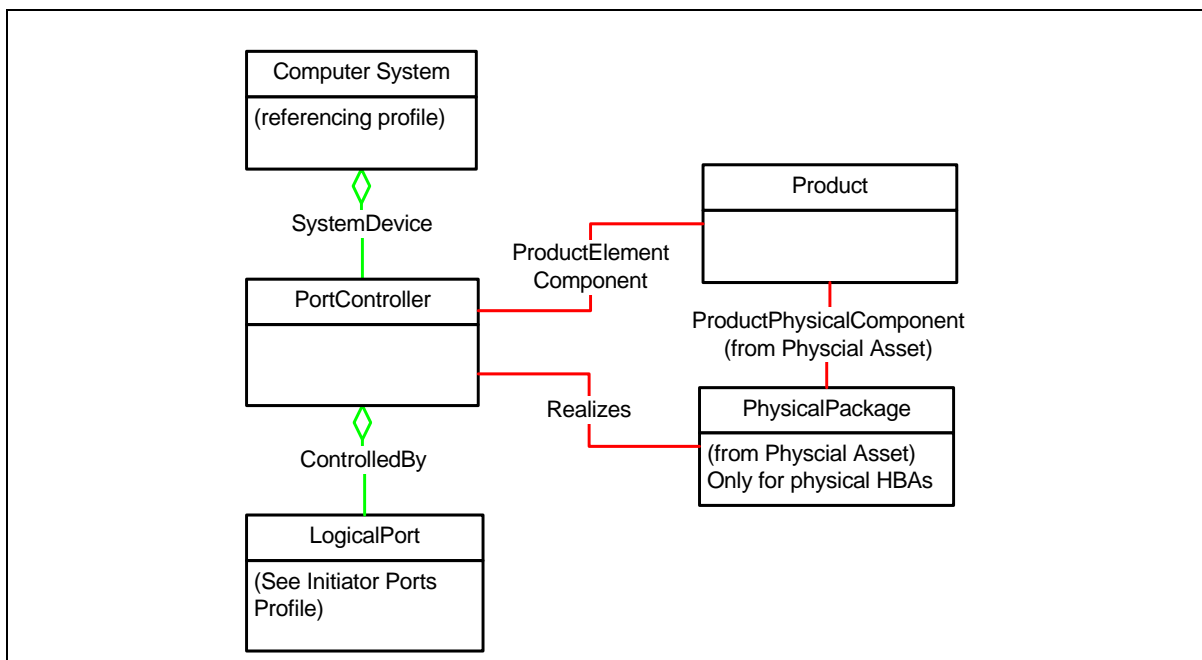 Computer System
(referencing profile)
SystemDevice
PortController
ControlledBy
LogicalPort
(See Initiator Ports
Profile)
ProductElement
Component
Realizes
Product
ProductPhysicalComponent
(from Physcial Asset)
PhysicalPackage
(from Physcial Asset)
Only for physical HBAs